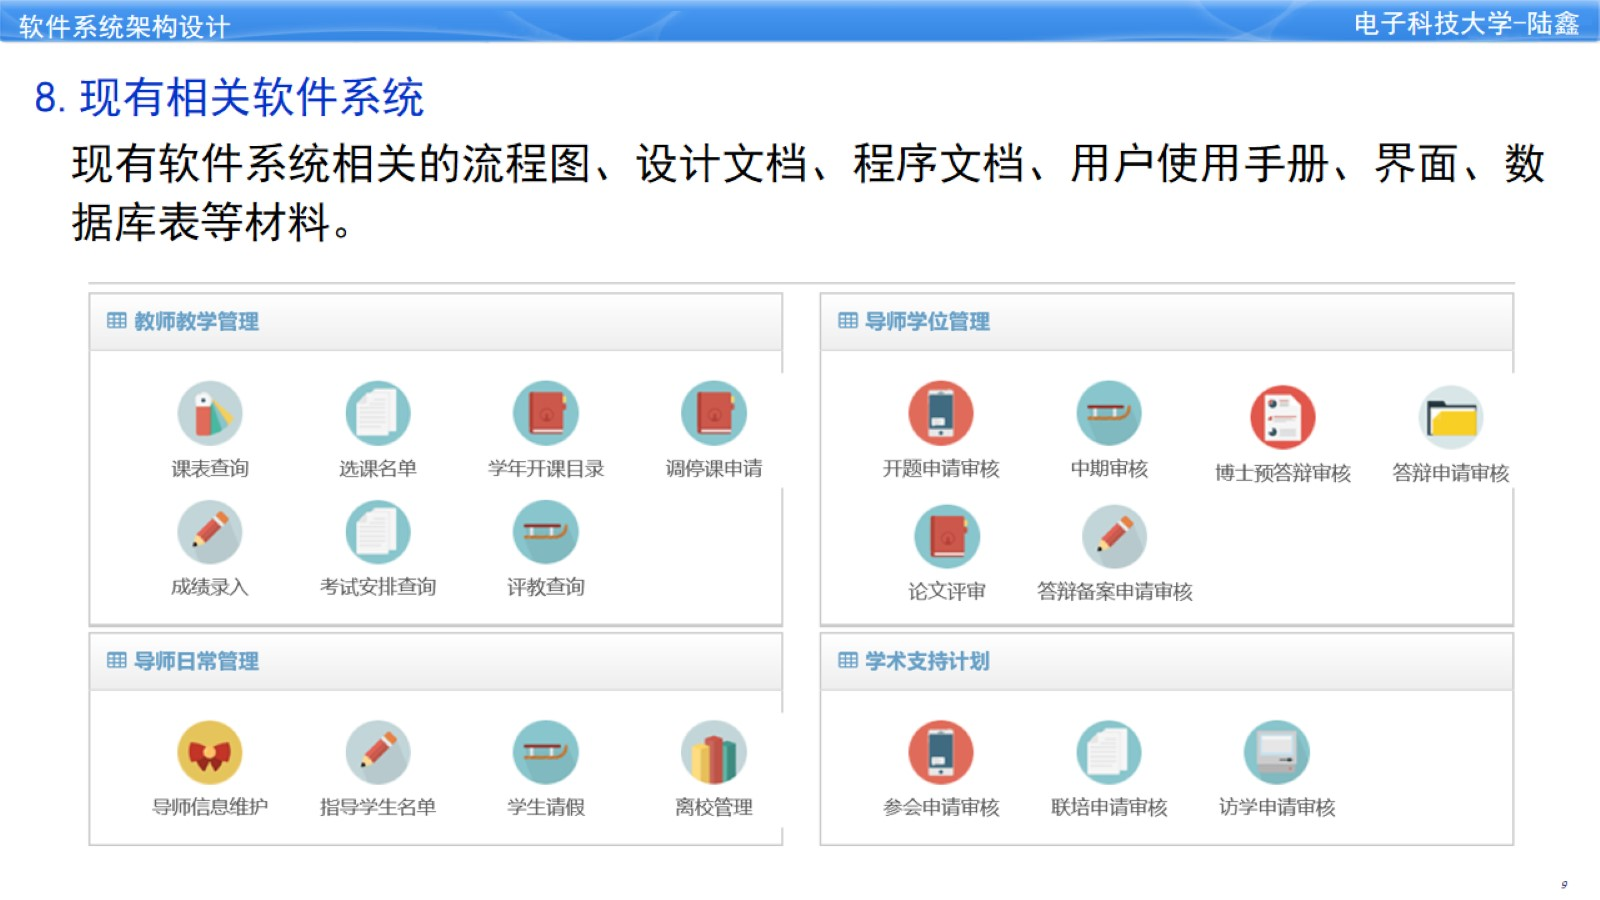 软件系统架构设计
电子科技大学-陆鑫
8. 现有相关软件系统
现有软件系统相关的流程图、设计文档、程序文档、用户使用手册、界面、数
据库表等材料。
教师教学管理
课表查询 选课名单 学年开课目录 调停课申请
成绩录入 考试安排查询 评教查询
导师学位管理
开题申请审核 中期审核 博士预答辩审核 答辩申请审核
论文评审 答辩备案申请审核
导师日常管理
导师信息维护 指导学生名单 学生请假 离校管理
学术支持计划
参会申请审核 联培申请审核 访学申请审核
9